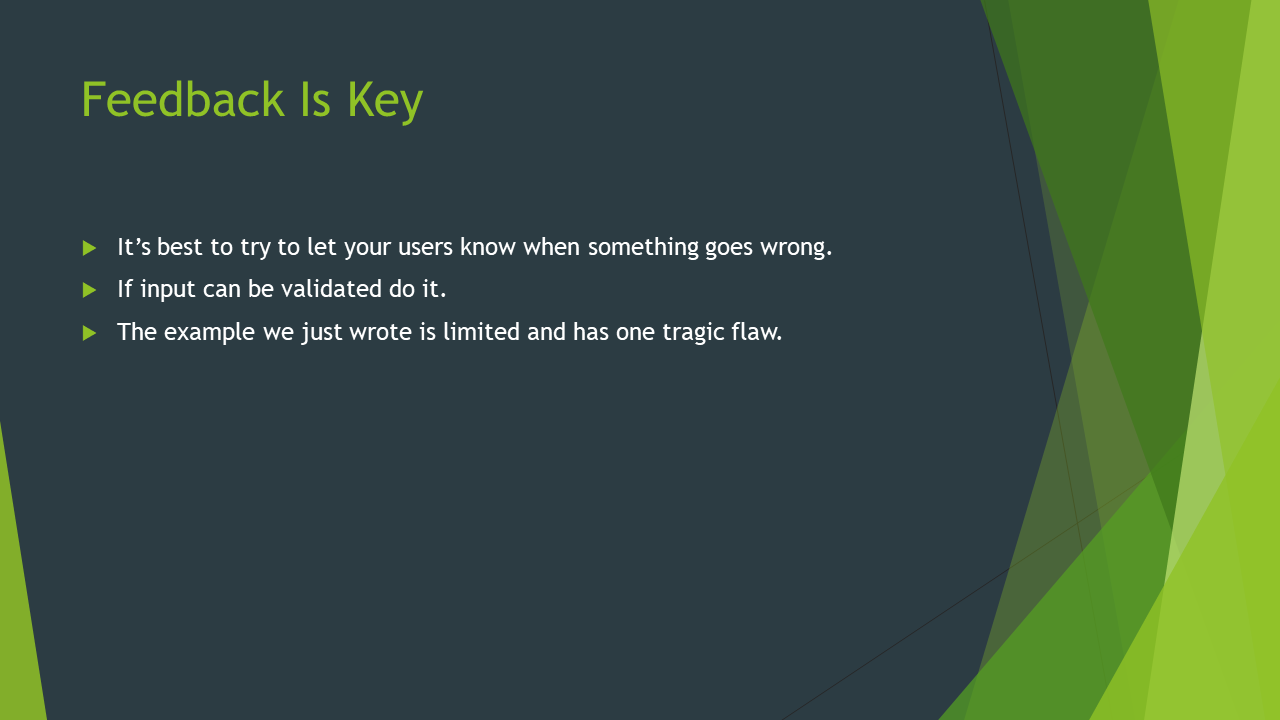 Feedback Is Key
It’s best to try to let your users know when something goes wrong.
If input can be validated do it.
The example we just wrote is limited and has one tragic flaw.